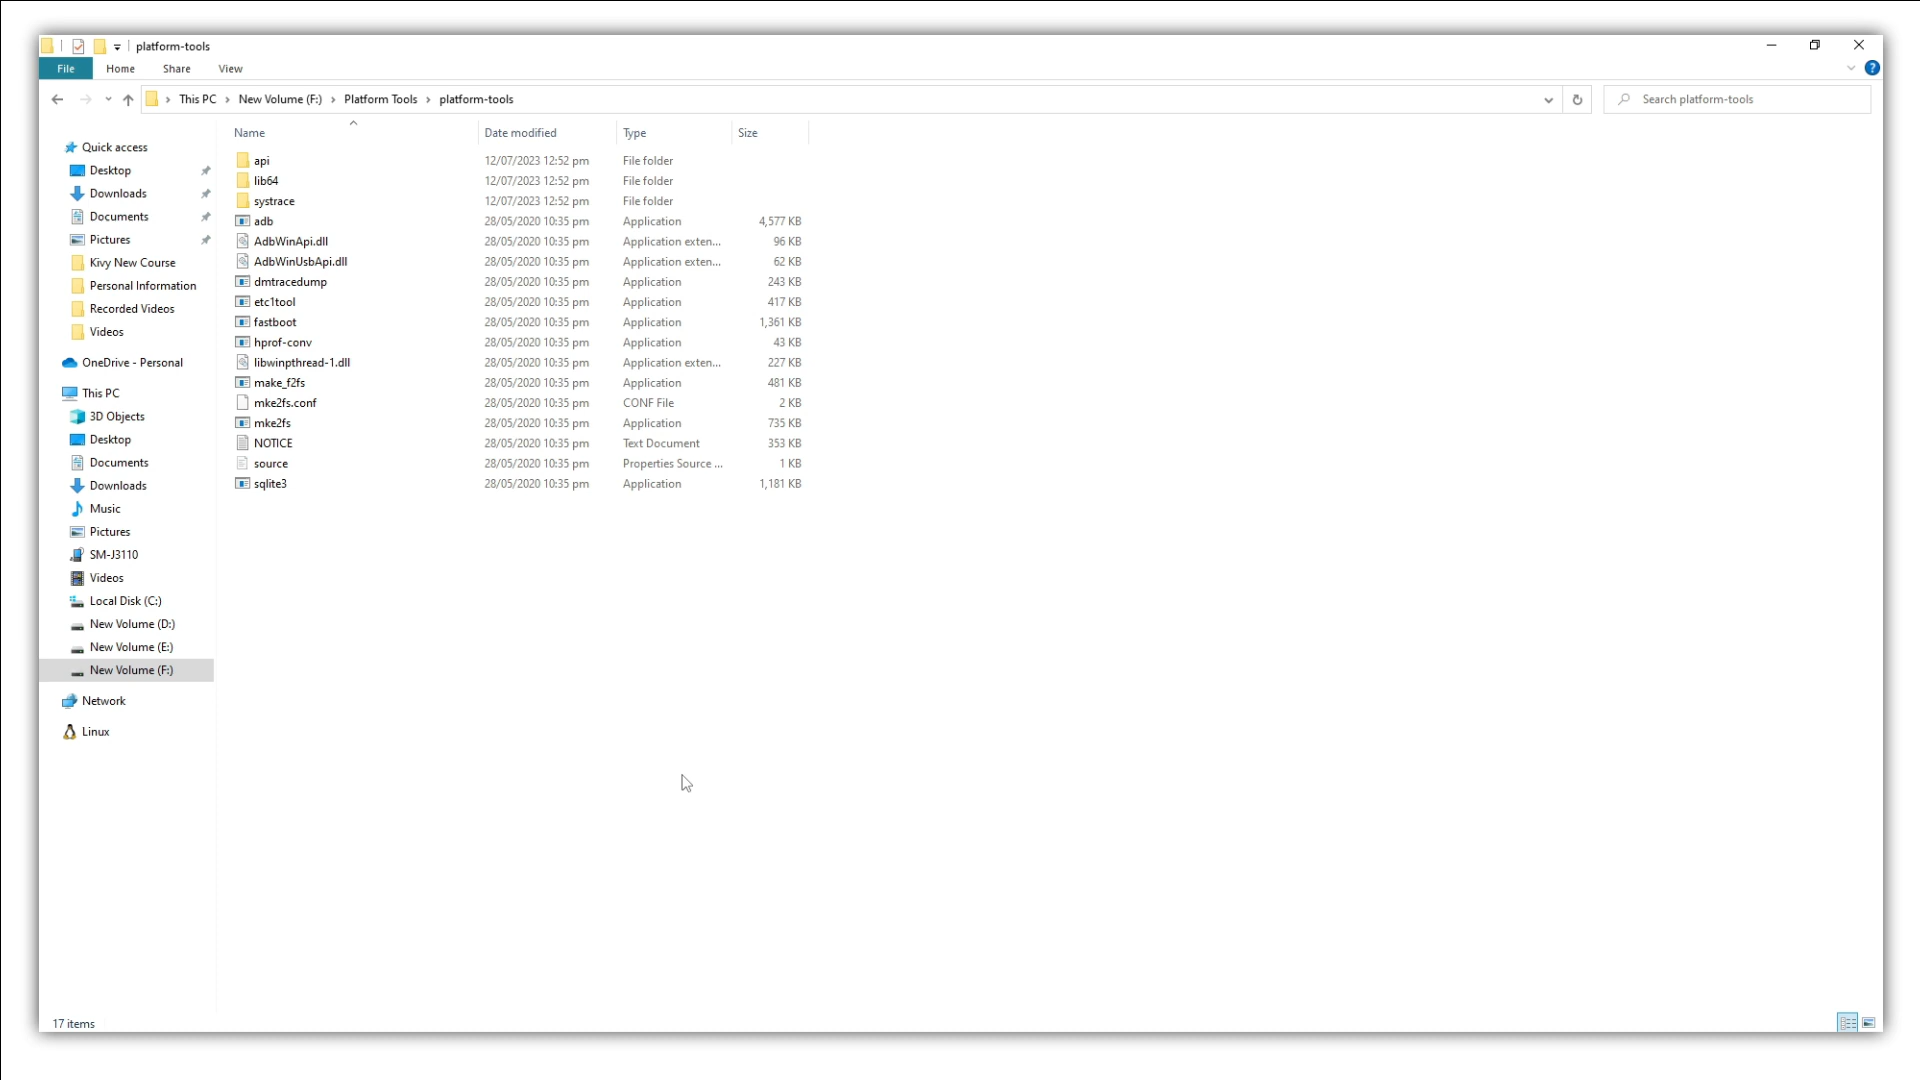 platform-tools
File Home Share View
This PC New Volume (F:) Platform Tools platform-tools Search platform-tools
Name Date modified Type Size
Quick access
Desktop
Downloads
Documents
Pictures
Kivy New Course
Personal Information
Recorded Videos
Videos
OneDrive - Personal
This PC
3D Objects
Desktop
Documents
Downloads
Music
Pictures
SM-J3110
Videos
Local Disk (C:)
New Volume (D:)
New Volume (E:)
New Volume (F:)
Network
Linux
api 12/07/2023 12:52 pm File folder
lib64 12/07/2023 12:52 pm File folder
systrace 12/07/2023 12:52 pm File folder
adb 28/05/2020 10:35 pm Application 4,577 KB
AdbWinApi.dll 28/05/2020 10:35 pm Application exten... 96 KB
AdbWinUsbApi.dll 28/05/2020 10:35 pm Application exten... 62 KB
dmtracedump 28/05/2020 10:35 pm Application 243 KB
etc1tool 28/05/2020 10:35 pm Application 417 KB
fastboot 28/05/2020 10:35 pm Application 1,361 KB
hprof-conv 28/05/2020 10:35 pm Application 43 KB
libwinpthread-1.dll 28/05/2020 10:35 pm Application exten... 227 KB
make_f2fs 28/05/2020 10:35 pm Application 481 KB
mke2fs.conf 28/05/2020 10:35 pm CONF File 2 KB
mke2fs 28/05/2020 10:35 pm Application 735 KB
NOTICE 28/05/2020 10:35 pm Text Document 353 KB
source 28/05/2020 10:35 pm Properties Source ... 1 KB
sqlite3 28/05/2020 10:35 pm Application 1,181 KB
17 items